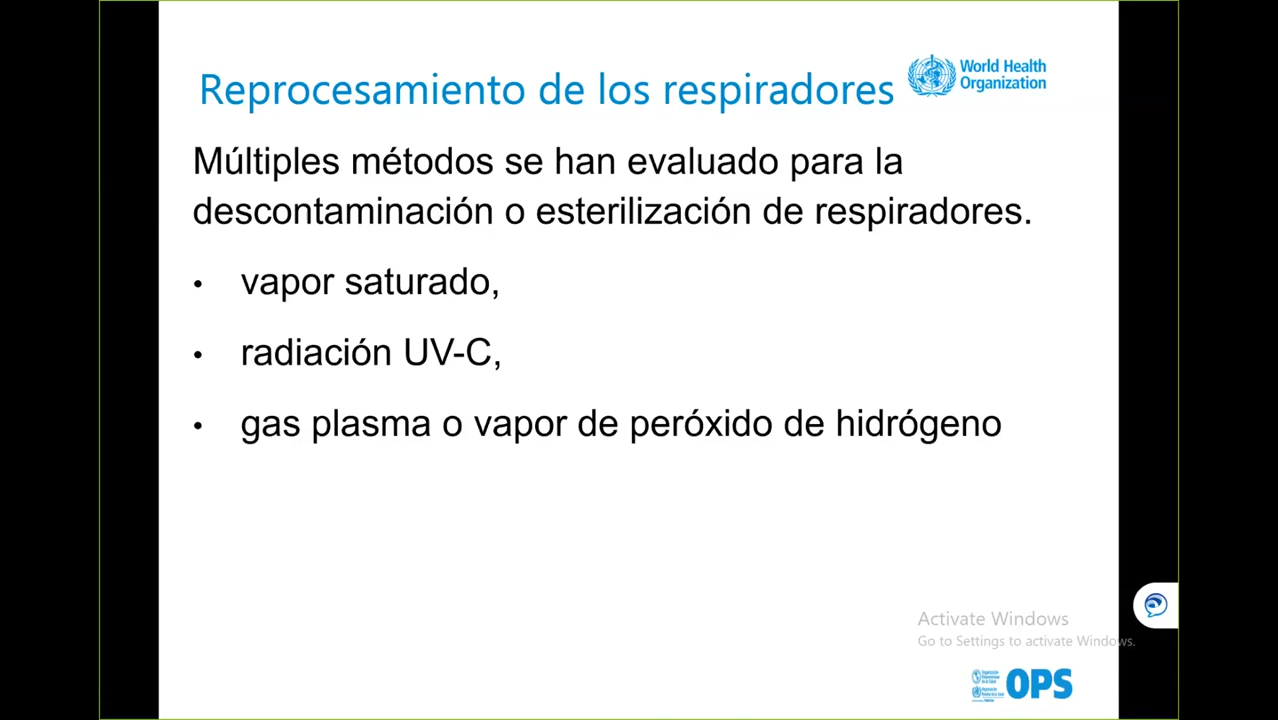 Reprocesamiento de los respiradores
World Health
Organization
Múltiples métodos se han evaluado para la
descontaminación o esterilización de respiradores.
• vapor saturado,
• radiación UV-C,
• gas plasma o vapor de peróxido de hidrógeno
Activate Windows
Go to Settings to activate Windows.
OPS